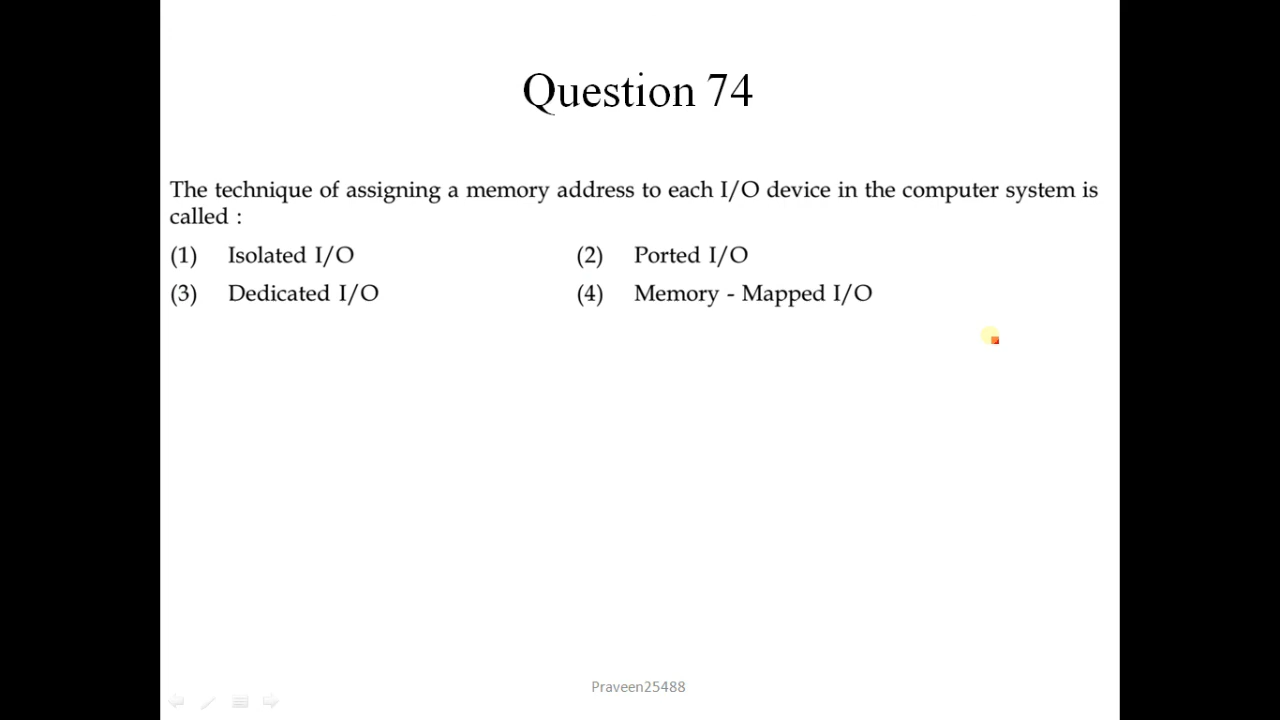 Question 74
The technique of assigning a memory address to each I/O device in the computer system is
called :
(1) Isolated I/O (2) Ported I/O
(3) Dedicated I/O (4) Memory - Mapped I/O
Praveen25488